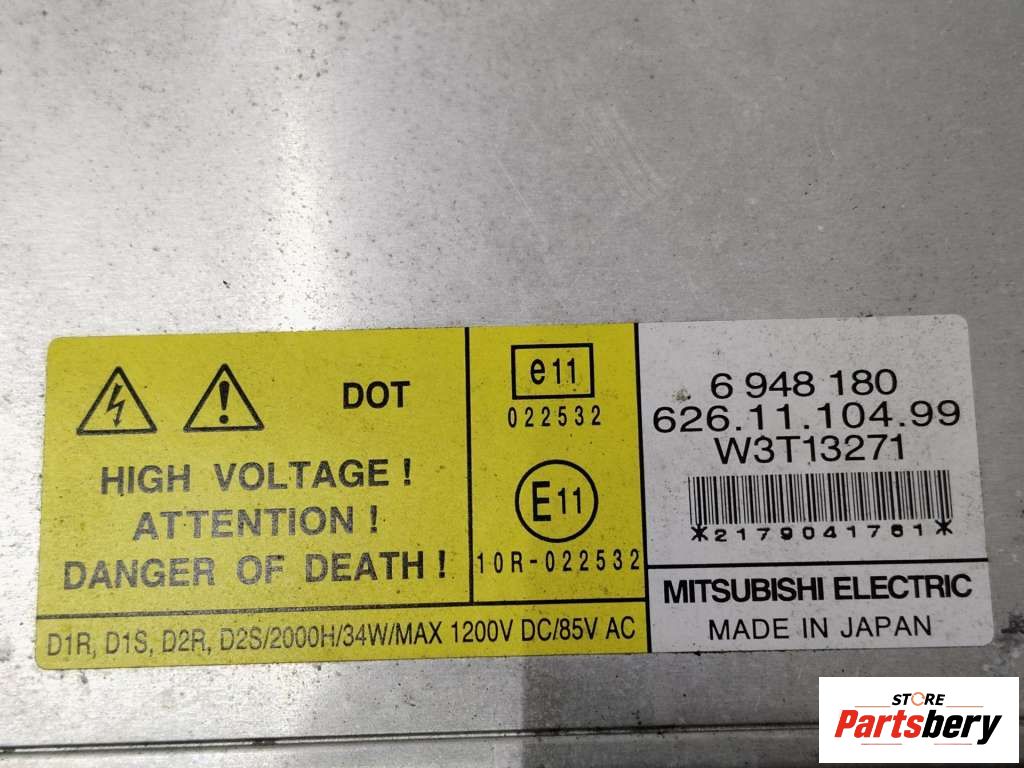 DOT
HIGH VOLTAGE !
ATTENTION !
DANGER OF DEATH !
D1R, D1S, D2R, D2S/2000H/34W/MAX 1200V DC/85V AC
e11
022532
E11
10R-022532
6 948 180
626.11.104.99
W3T13271
*2179041761*
MITSUBISHI ELECTRIC
MADE IN JAPAN
STORE
Partsbery